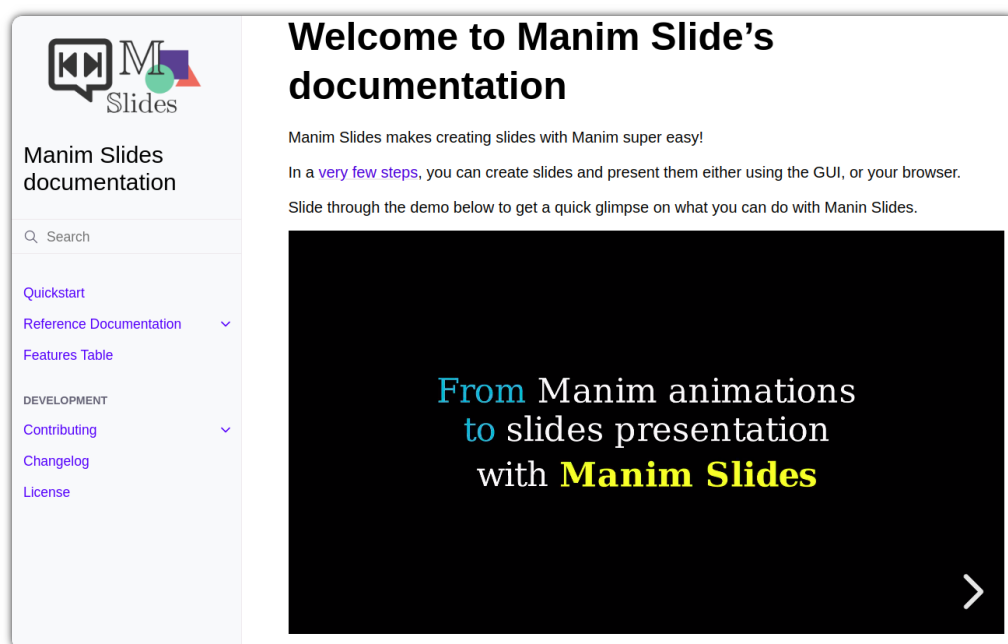 M
Slides
Manim Slides
documentation
Search
Quickstart
Reference Documentation
Features Table
DEVELOPMENT
Contributing
Changelog
License
Welcome to Manim Slide’s
documentation
Manim Slides makes creating slides with Manim super easy!
In a very few steps, you can create slides and present them either using the GUI, or your browser.
Slide through the demo below to get a quick glimpse on what you can do with Manin Slides.
From Manim animations
to slides presentation
with Manim Slides